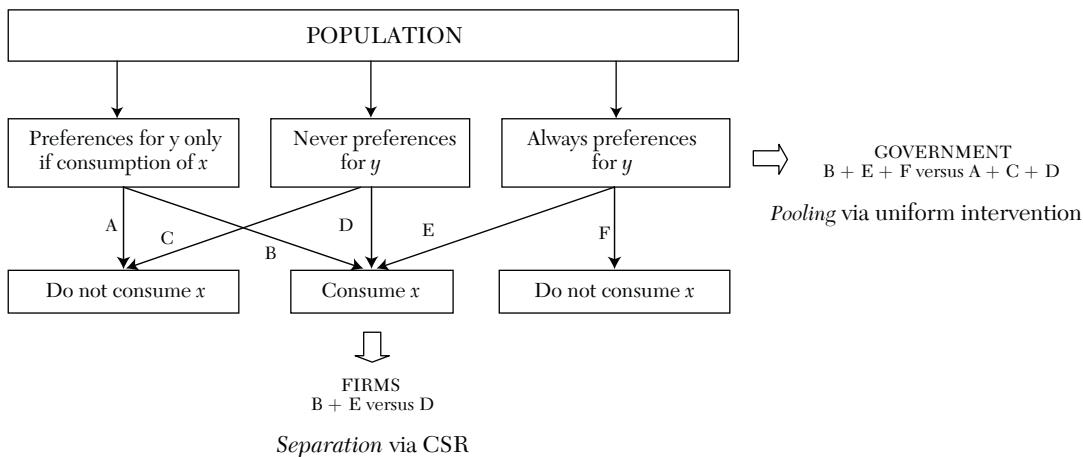 POPULATION
Preferences for y only
if consumption of x
Never preferences
for y
Always preferences
for y
GOVERNMENT
B + E + F versus A + C + D
Pooling via uniform intervention
A
C
B
D
E
F
Do not consume x
Consume x
Do not consume x
FIRMS
B + E versus D
Separation via CSR